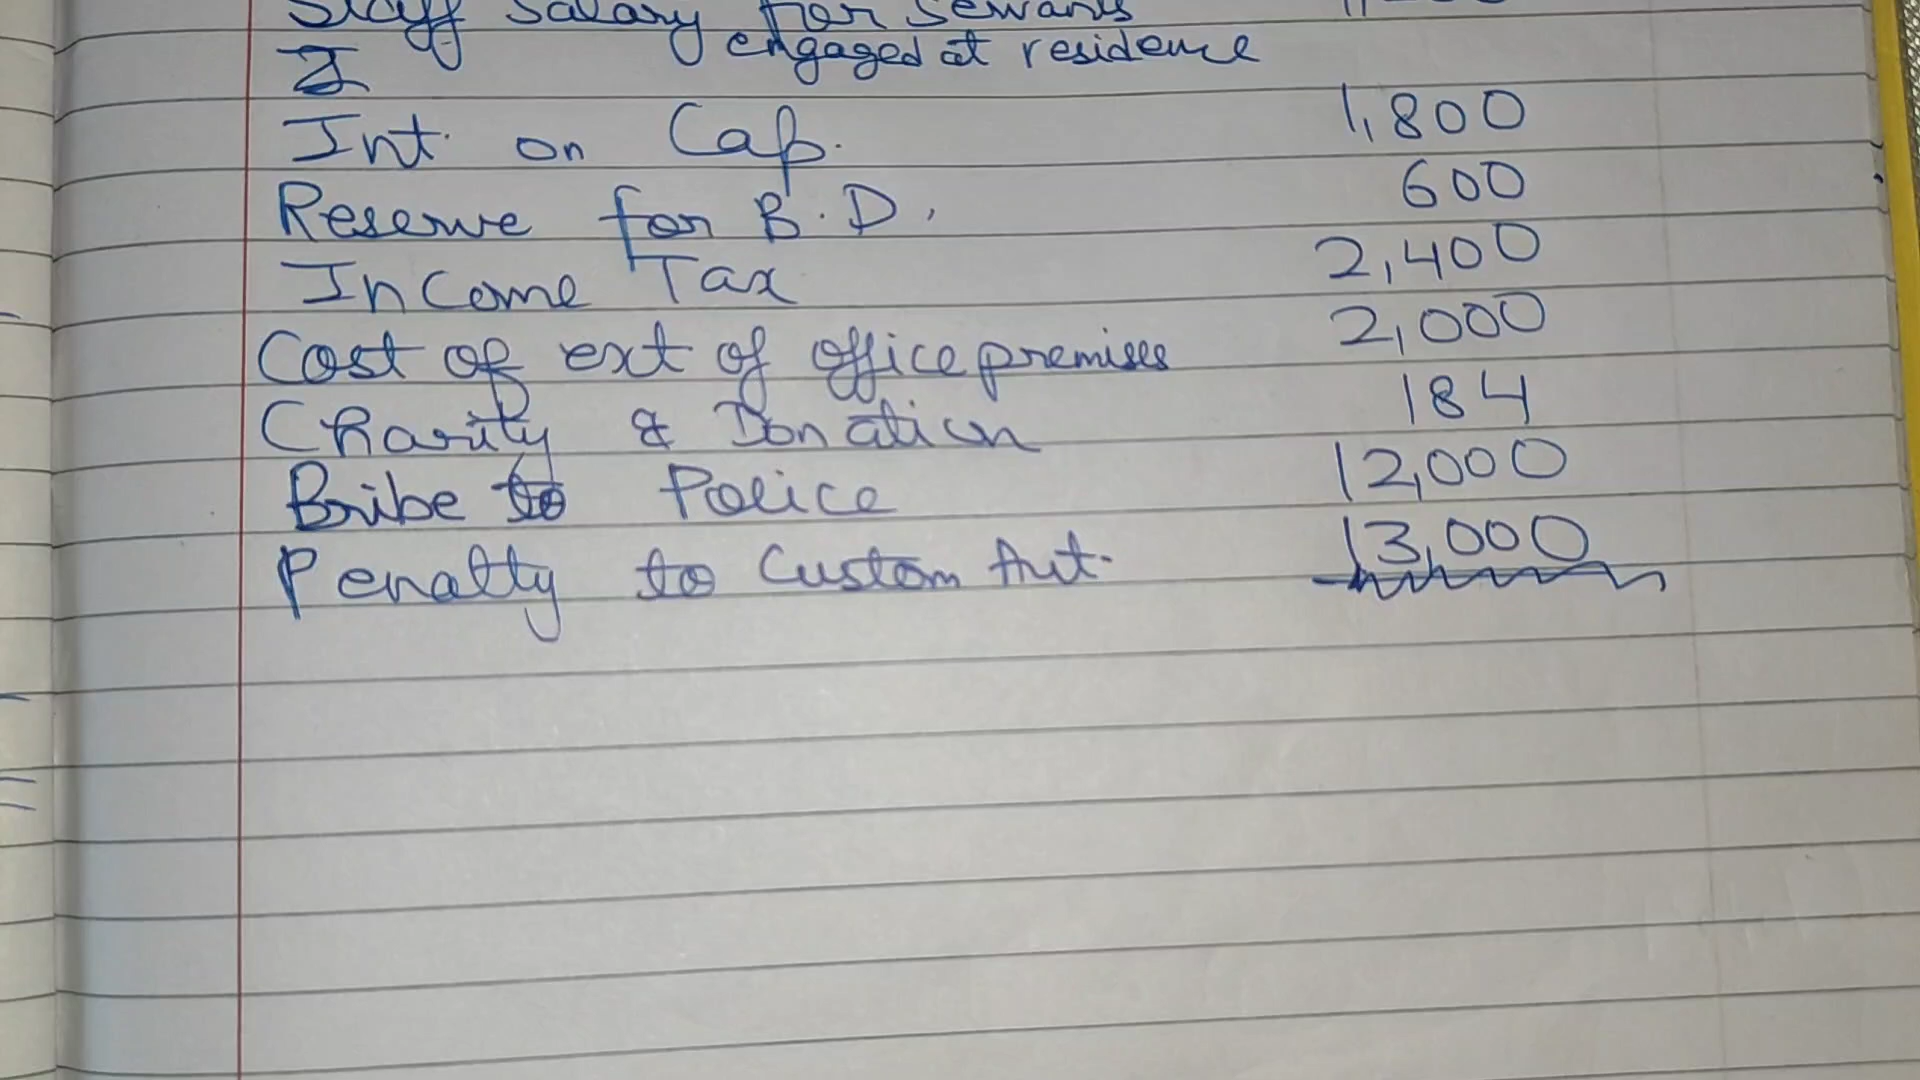 Staff salary for sewants
engaged at residence
I
Int. on Cap. 1,800
Reserve for B.D. 600
Income Tax 2,400
Cost of ext of office premises 2,000
Charity & Donation 184
Bribe to Police 12,000
Penalty to Custom Aut. 13,000